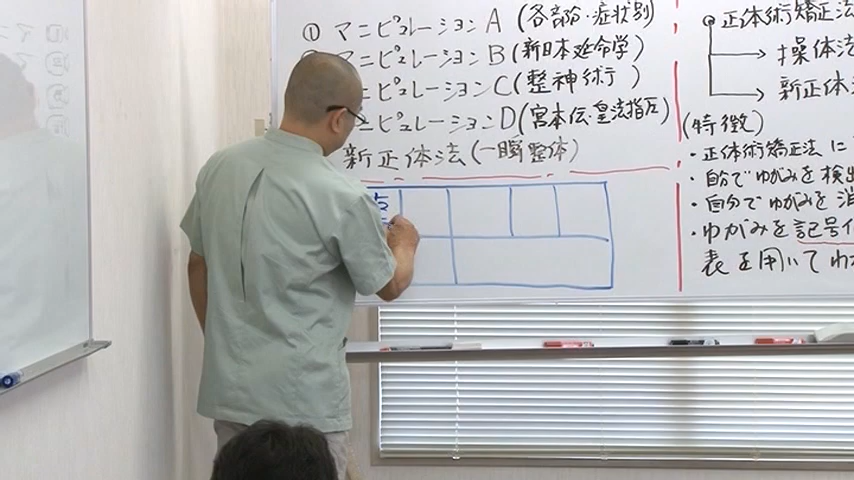 ① マニピュレーションA (各部分・症状別)
ニピュレーションB (新日本延命学)
ニピュレーションC (整神術)
ニピュレーションD (宮本伝・皇法指圧)
新正体法 (一瞬整体)
正体術矯正法
操体法
新正体
(特徴)
・正体術矯正法に
・自分でゆがみを検出
・自分でゆがみを消
・ゆがみを記号化
表を用いてゆが